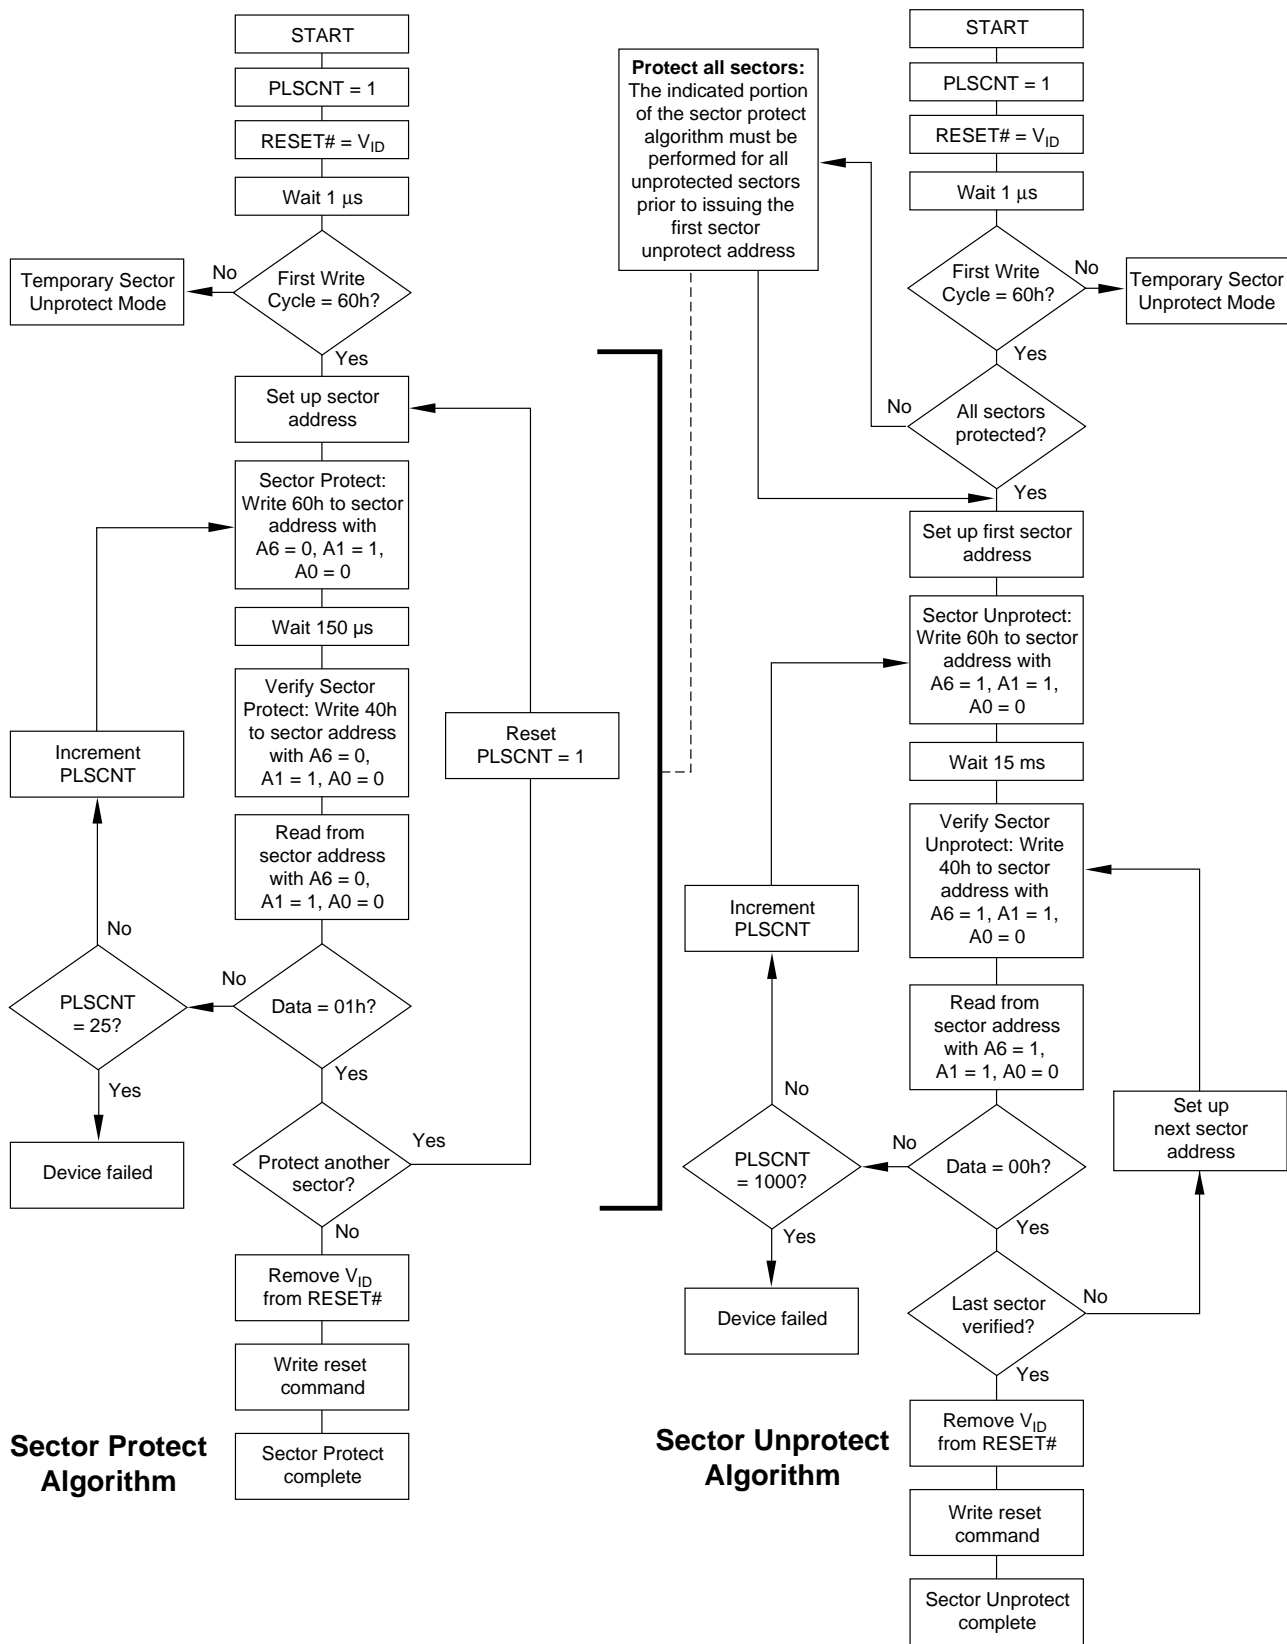 START
PLSCNT = 1
RESET# = VID
Wait 1 μs
First Write
Cycle = 60h?
No
Temporary Sector
Unprotect Mode
Yes
Set up sector
address
Sector Protect:
Write 60h to sector
address with
A6 = 0, A1 = 1,
A0 = 0
Wait 150 µs
Verify Sector
Protect: Write 40h
to sector address
with A6 = 0,
A1 = 1, A0 = 0
Increment
PLSCNT
Reset
PLSCNT = 1
Read from
sector address
with A6 = 0,
A1 = 1, A0 = 0
No
No
PLSCNT
= 25?
Data = 01h?
Yes
Yes
Device failed
Protect another
sector?
Yes
No
Remove VID
from RESET#
Write reset
command
Sector Protect
complete
Sector Protect
Algorithm
Protect all sectors:
The indicated portion
of the sector protect
algorithm must be
performed for all
unprotected sectors
prior to issuing the
first sector
unprotect address
START
PLSCNT = 1
RESET# = VID
Wait 1 μs
First Write
Cycle = 60h?
No
Temporary Sector
Unprotect Mode
Yes
No
All sectors
protected?
Yes
Set up first sector
address
Sector Unprotect:
Write 60h to sector
address with
A6 = 1, A1 = 1,
A0 = 0
Wait 15 ms
Verify Sector
Unprotect: Write
40h to sector
address with
A6 = 1, A1 = 1,
A0 = 0
Increment
PLSCNT
Read from
sector address
with A6 = 1,
A1 = 1, A0 = 0
No
Set up
next sector
address
No
PLSCNT
= 1000?
Data = 00h?
Yes
Yes
Device failed
Last sector
verified?
No
Yes
Remove VID
from RESET#
Write reset
command
Sector Unprotect
complete
Sector Unprotect
Algorithm